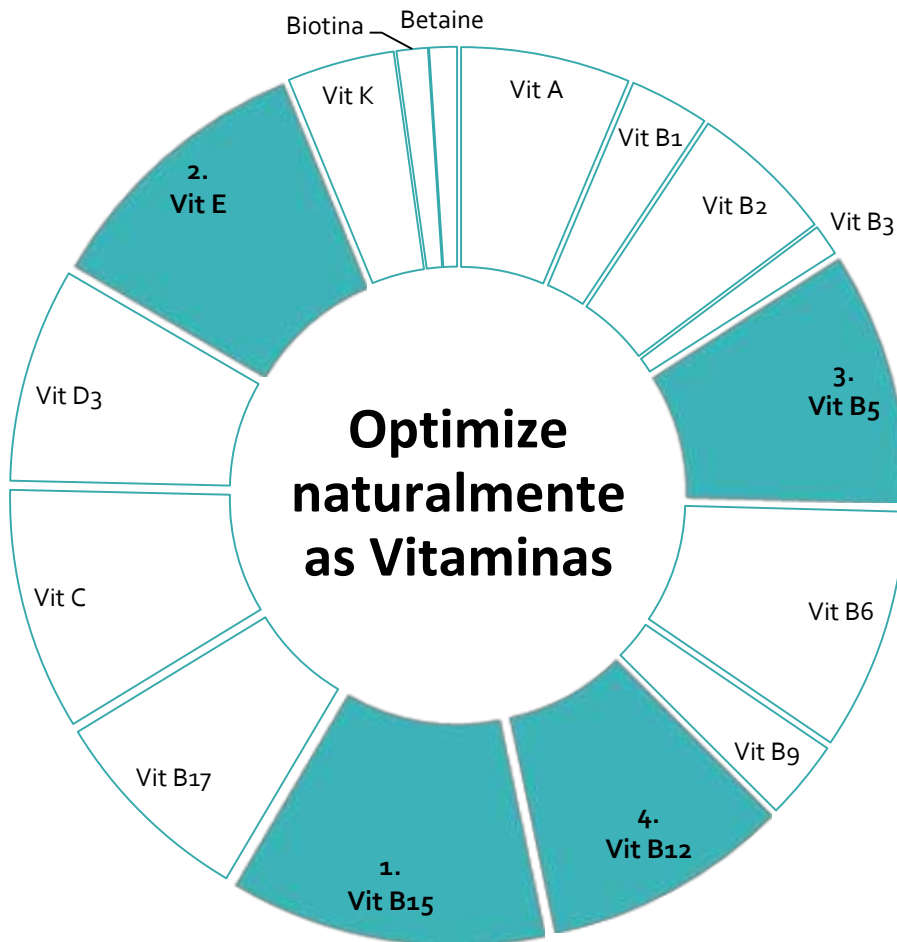 Betaine
Biotina
Vit K
Vit A
Vit B1
Vit B2
Vit B3
2.
Vit E
3.
Vit B5
Vit D3
Optimize
naturalmente
as Vitaminas
Vit C
Vit B6
Vit B9
Vit B17
4.
Vit B12
1.
Vit B15